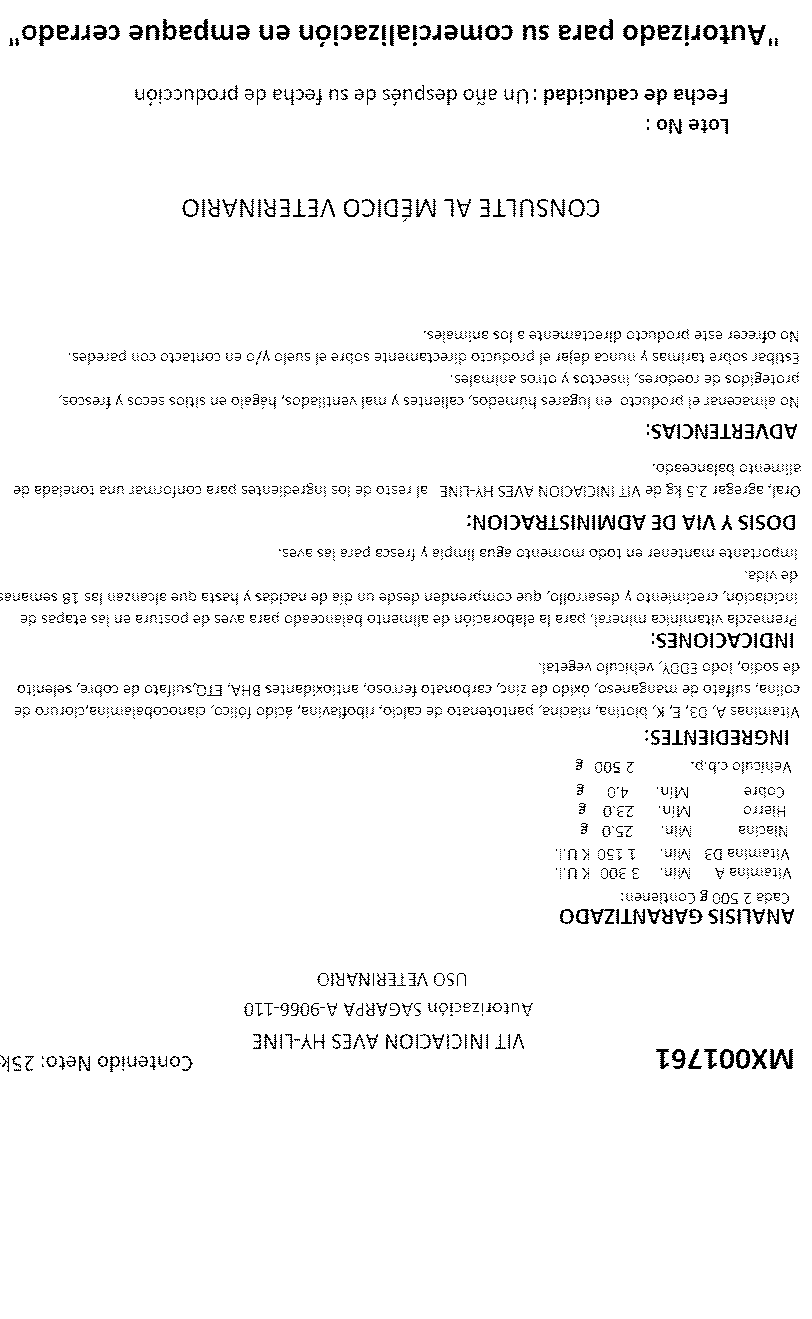 MX001761
Contenido Neto: 25k
VIT INICIACION AVES HY-LINE
Autorización SAGARPA A-9066-110
USO VETERINARIO
ANALISIS GARANTIZADO
Cada 2 500 g Contienen:
Vitamina A Min. 3 300 K U.I.
Vitamina D3 Min. 1 150 K U.I.
Niacina Min. 25.0 g
Hierro Mín. 23.0 g
Cobre Mín. 4.0 g
Vehículo c.b.p. 2 500 g
INGREDIENTES:
Vitaminas A, D3, E, K, biotina, niacina, pantotenato de calcio, riboflavina, ácido fólico, cianocobalamina,cloruro de
colina, sulfato de manganeso, óxido de zinc, carbonato ferroso, antioxidantes BHA, ETQ,sulfato de cobre, selenito
de sodio, Iodo EDDY, vehículo vegetal.
INDICACIONES:
Premezcla vitamínica mineral, para la elaboración de alimento balanceado para aves de postura en las etapas de
iniciación, crecimiento y desarrollo, que comprenden desde un día de nacidas y hasta que alcanzan las 18 semanas
de vida.
Importante mantener en todo momento agua limpia y fresca para las aves.
DOSIS Y VIA DE ADMINISTRACION:
Oral, agregar 2.5 kg de VIT INICIACION AVES HY-LINE al resto de los ingredientes para conformar una tonelada de
alimento balanceado.
ADVERTENCIAS:
No almacenar el producto en lugares húmedos, calientes y mal ventilados, hágalo en sitios secos y frescos,
protegidos de roedores, insectos y otros animales.
Estibar sobre tarimas y nunca dejar el producto directamente sobre el suelo y/o en contacto con paredes.
No ofrecer este producto directamente a los animales.
CONSULTE AL MÉDICO VETERINARIO
Lote No :
Fecha de caducidad : Un año después de su fecha de producción
"Autorizado para su comercialización en empaque cerrado"